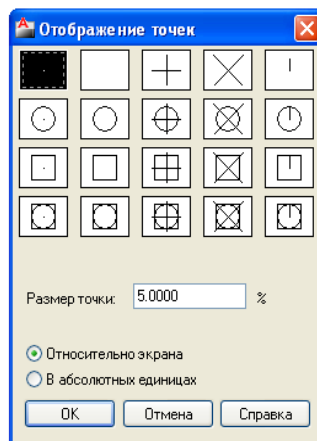 Отображение точек
Размер точки: 5.0000 %
Относительно экрана
В абсолютных единицах
OK Отмена Справка